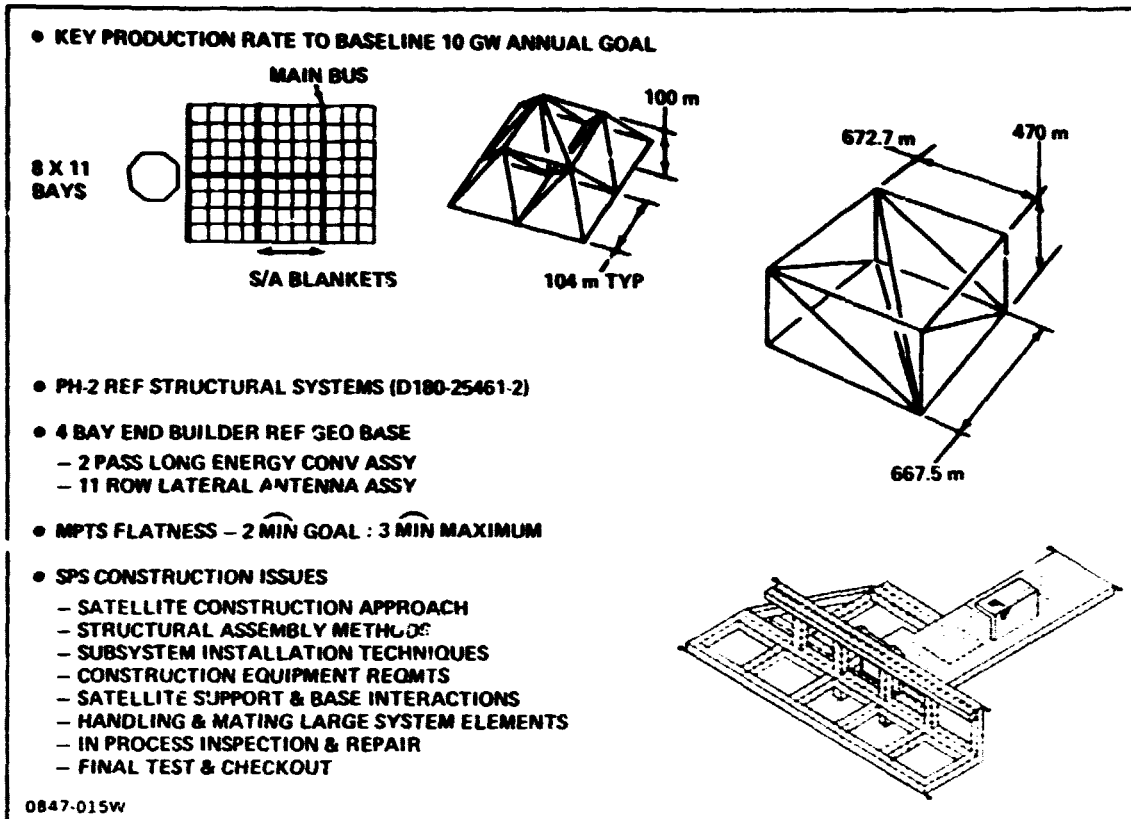 • KEY PRODUCTION RATE TO BASELINE 10 GW ANNUAL GOAL
MAIN BUS
8 X 11
BAYS
S/A BLANKETS
100 m
104 m TYP
672.7 m
470 m
667.5 m
• PH-2 REF STRUCTURAL SYSTEMS (D180-25461-2)
• 4 BAY END BUILDER REF GEO BASE
– 2 PASS LONG ENERGY CONV ASSY
– 11 ROW LATERAL ANTENNA ASSY
• MPTS FLATNESS – 2 MIN GOAL : 3 MIN MAXIMUM
• SPS CONSTRUCTION ISSUES
– SATELLITE CONSTRUCTION APPROACH
– STRUCTURAL ASSEMBLY METHODS
– SUBSYSTEM INSTALLATION TECHNIQUES
– CONSTRUCTION EQUIPMENT REQMTS
– SATELLITE SUPPORT & BASE INTERACTIONS
– HANDLING & MATING LARGE SYSTEM ELEMENTS
– IN PROCESS INSPECTION & REPAIR
– FINAL TEST & CHECKOUT
0847-015W